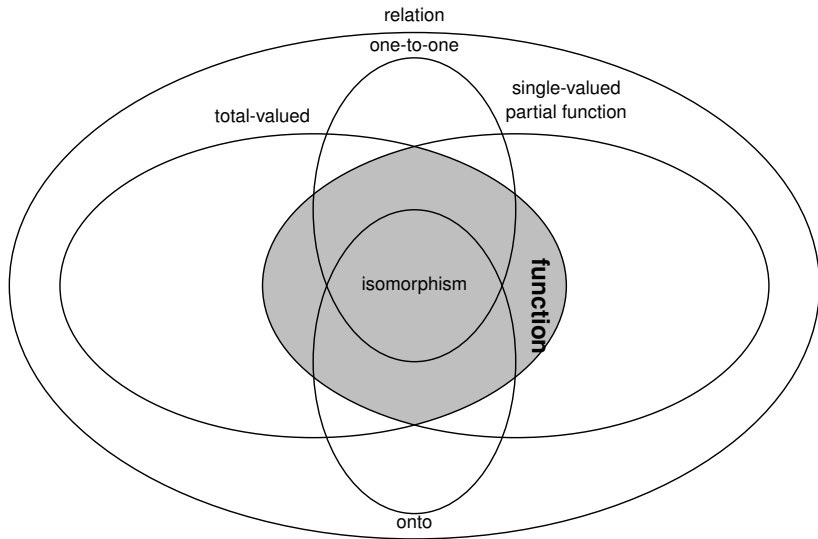 relation
one-to-one
single-valued
partial function
total-valued
isomorphism
function
onto